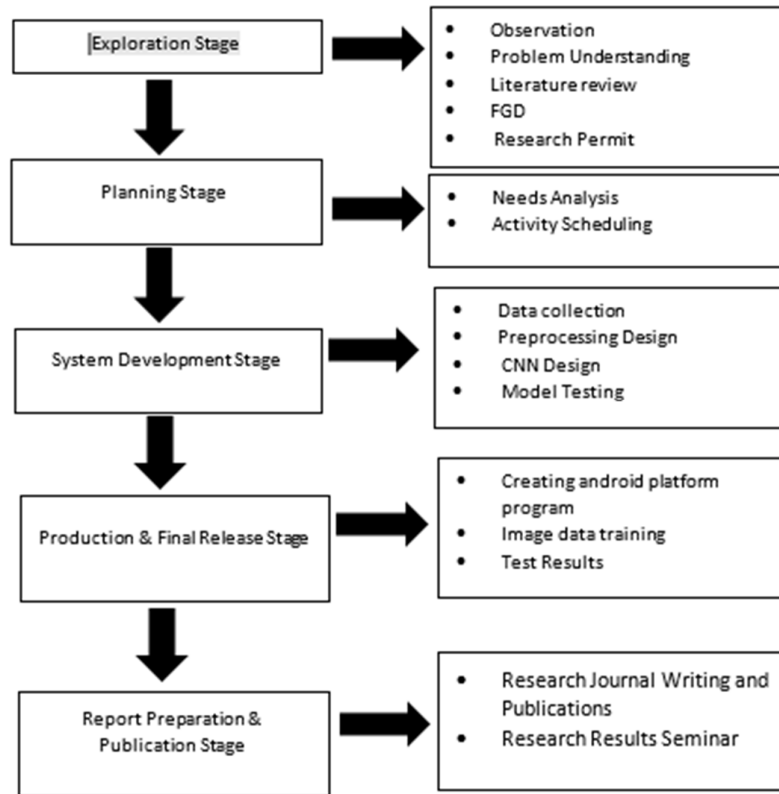 Exploration Stage
• Observation
• Problem Understanding
• Literature review
• FGD
• Research Permit
Planning Stage
• Needs Analysis
• Activity Scheduling
System Development Stage
• Data collection
• Preprocessing Design
• CNN Design
• Model Testing
Production & Final Release Stage
• Creating android platform
program
• Image data training
• Test Results
Report Preparation &
Publication Stage
• Research Journal Writing and
Publications
• Research Results Seminar